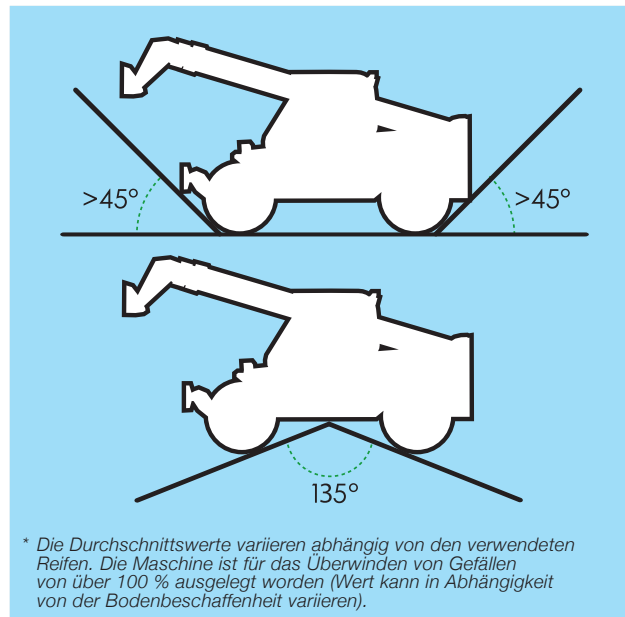 >45° >45°
135°
* Die Durchschnittswerte variieren abhängig von den verwendeten
Reifen. Die Maschine ist für das Überwinden von Gefällen
von über 100 % ausgelegt worden (Wert kann in Abhängigkeit
von der Bodenbeschaffenheit variieren).